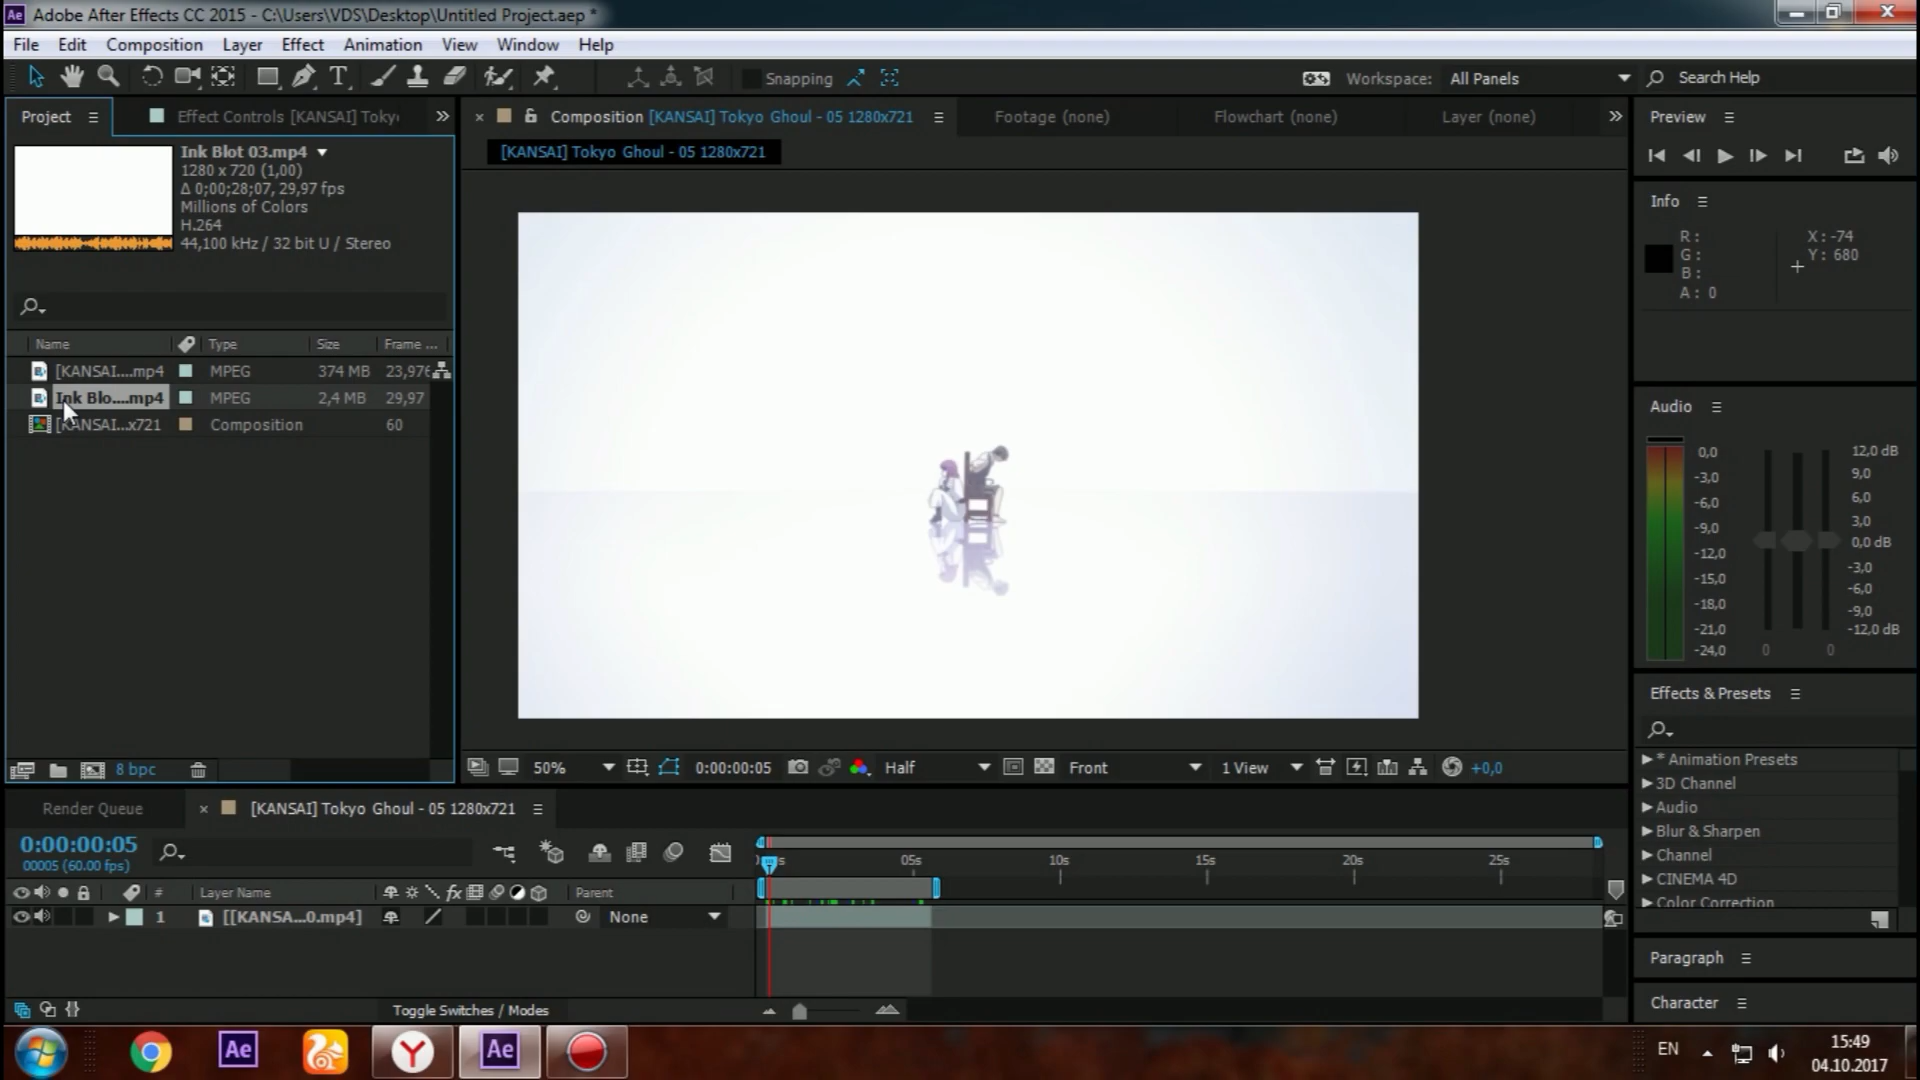 Adobe After Effects CC 2015 - C:\Users\VDS\Desktop\Untitled Project.aep *
File Edit Composition Layer Effect Animation View Window Help
Snapping
Workspace: All Panels
Search Help
Project
Effect Controls [KANSAI] Toky
Composition [KANSAI] Tokyo Ghoul - 05 1280x721
Footage (none)
Flowchart (none)
Layer (none)
Preview
[KANSAI] Tokyo Ghoul - 05 1280x721
Ink Blot 03.mp4
1280 x 720 (1,00)
Δ 0;00;28;07, 29,97 fps
Millions of Colors
H.264
44,100 kHz / 32 bit U / Stereo
Info
R :
G :
B :
A : 0
X : -74
Y : 680
Name Type Size Frame ...
[KANSAI....mp4 MPEG 374 MB 23,976
Ink Blo....mp4 MPEG 2,4 MB 29,97
[KANSAI...x721 Composition 60
Audio
0,0
-3,0
-6,0
-9,0
-12,0
-15,0
-18,0
-21,0
-24,0
12,0 dB
9,0
6,0
3,0
0,0 dB
-3,0
-6,0
-9,0
-12,0 dB
0 0
Effects & Presets
* Animation Presets
3D Channel
Audio
Blur & Sharpen
Channel
CINEMA 4D
Color Correction
Paragraph
Character
8 bpc
50% 0:00:00:05 Half Front 1 View +0,0
Render Queue
[KANSAI] Tokyo Ghoul - 05 1280x721
0:00:00:05
00005 (60.00 fps)
05s 10s 15s 20s 25s
# Layer Name Parent
1 [[KANSA...0.mp4] None
Toggle Switches / Modes
Ae
Ae
EN
15:49
04.10.2017